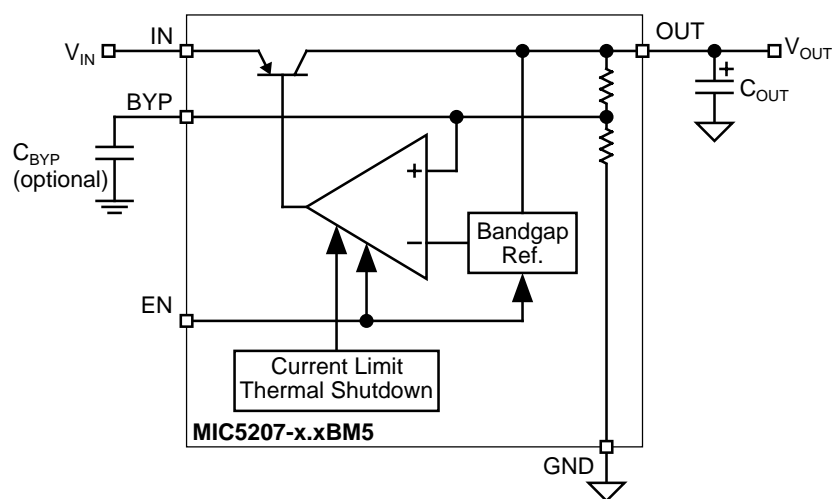 IN
OUT
V_IN
V_OUT
BYP
+
C_OUT
C_BYP
(optional)
+
−
Bandgap
Ref.
EN
Current Limit
Thermal Shutdown
MIC5207-x.xBM5
GND